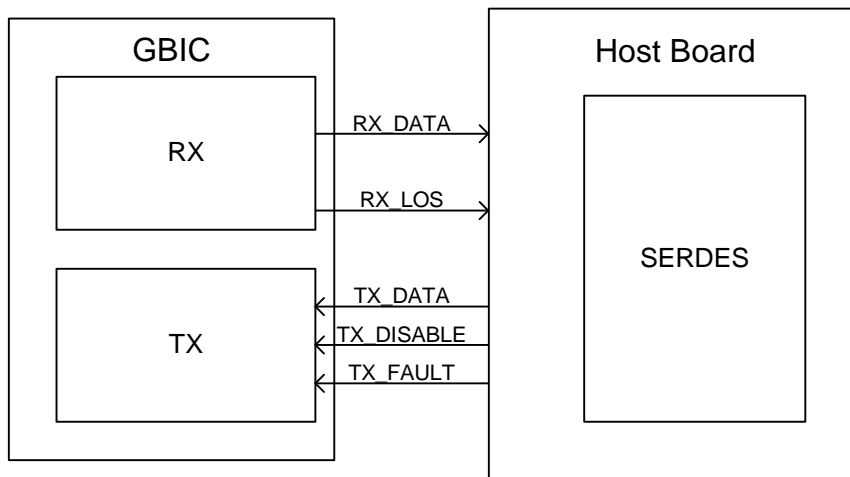 GBIC
Host Board
RX
RX_DATA
RX_LOS
SERDES
TX
TX_DATA
TX_DISABLE
TX_FAULT